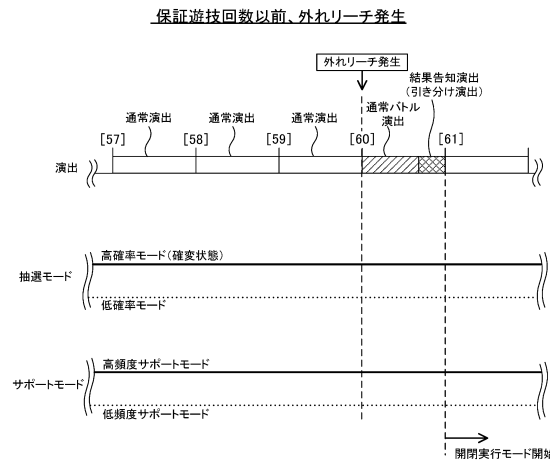 保証遊技回数以前、外れリーチ発生
外れリーチ発生
結果告知演出
(引き分け演出)
通常演出
通常演出
通常演出
通常バトル
演出
[57]
[58]
[59]
[60]
[61]
演出
高確率モード(確変状態)
抽選モード
低確率モード
高頻度サポートモード
サポートモード
低頻度サポートモード
開閉実行モード開始